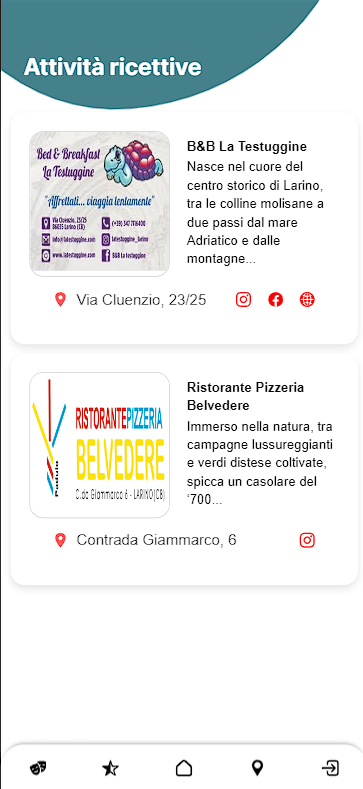 Attività ricettive
Bed & Breakfast
La Testuggine
"Affrettati... viaggia lentamente"
Via Cluenzio, 23/25
86035 Larino (CB)
(+39) 347 7116400
info@latestuggine.com
latestuggine_larino
www.latestuggine.com
B&B La Testuggine
B&B La Testuggine
Nasce nel cuore del
centro storico di Larino,
tra le colline molisane a
due passi dal mare
Adriatico e dalle
montagne...
Via Cluenzio, 23/25
Padulo
RISTORANTEPIZZERIA
BELVEDERE
C.da Giammarco 6 - LARINO(CB)
Ristorante Pizzeria
Belvedere
Immerso nella natura, tra
campagne lussureggianti
e verdi distese coltivate,
spicca un casolare del
‘700...
Contrada Giammarco, 6